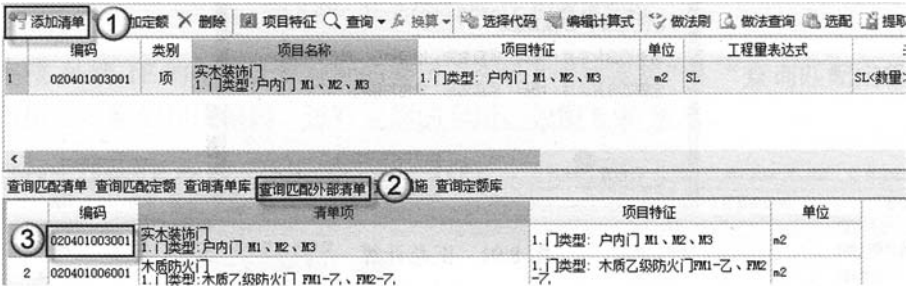 添加清单 ① 加定额 删除 项目特征 查询 换算 选择代码 编辑计算式 做法刷 做法查询 选配 提取
编码 类别 项目名称 项目特征 单位 工程量表达式
1 020401003001 项 实木装饰门 1. 门类型: 户内门 M1、M2、M3 m2 SL SL<数量>
1. 门类型: 户内门 M1、M2、M3
查询匹配清单 查询匹配定额 查询清单库 查询匹配外部清单 ② 施 查询定额库
编码 清单项 项目特征 单位
③ 020401003001 实木装饰门 1. 门类型: 户内门 M1、M2、M3 m2
1. 门类型: 户内门 M1、M2、M3
2 020401006001 木质防火门 1. 门类型: 木质乙级防火门FM1-乙、FM2-乙, m2
1. 门类型: 木质乙级防火门 FM1-乙、FM2-乙,